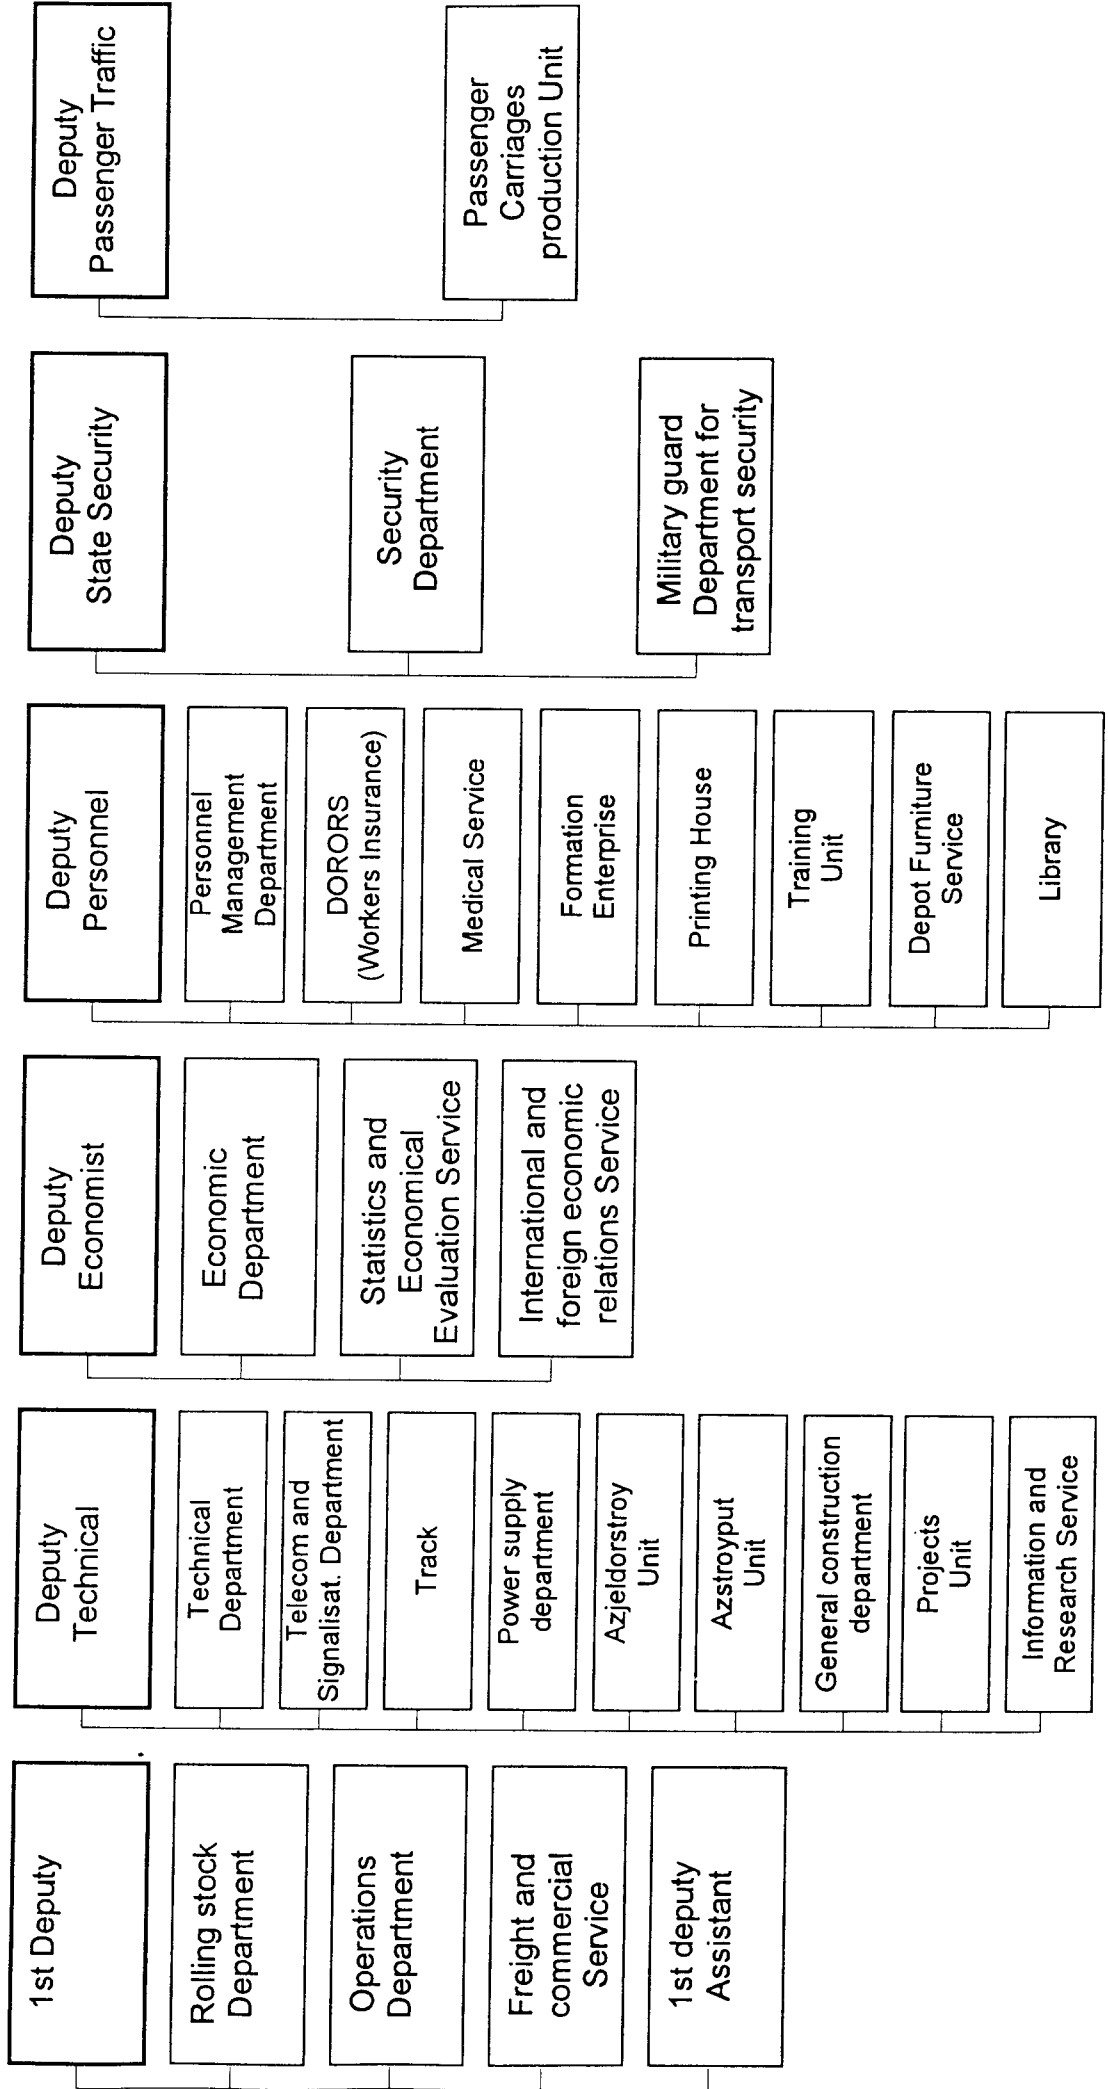 1st Deputy
Rolling stock
Department
Operations
Department
Freight and
commercial
Service
1st deputy
Assistant
Deputy
Technical
Technical
Department
Telecom and
Signalisat. Department
Track
Power supply
department
Azjeldorstroy
Unit
Azstroyput
Unit
General construction
department
Projects
Unit
Information and
Research Service
Deputy
Economist
Economic
Department
Statistics and
Economical
Evaluation Service
International and
foreign economic
relations Service
Deputy
Personnel
Personnel
Management
Department
DORORS
(Workers Insurance)
Medical Service
Formation
Enterprise
Printing House
Training
Unit
Depot Furniture
Service
Library
Deputy
State Security
Security
Department
Military guard
Department for
transport security
Deputy
Passenger Traffic
Passenger
Carriages
production Unit